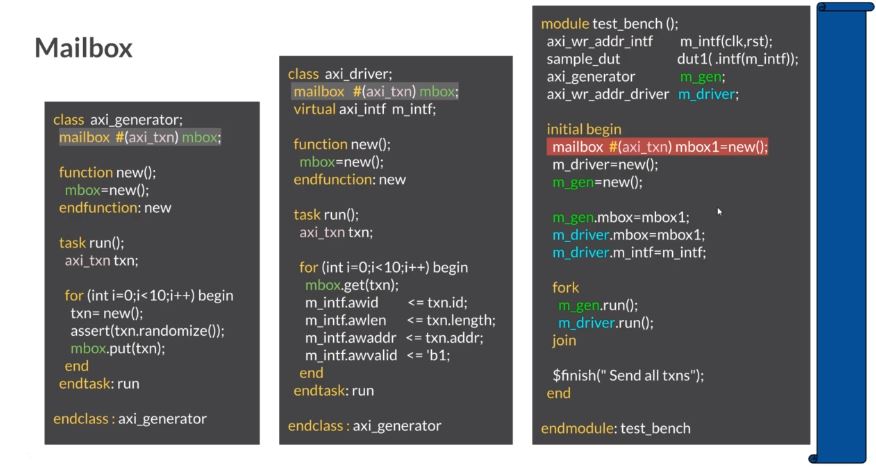 Mailbox
class axi_generator;
mailbox #(axi_txn) mbox;
function new();
mbox=new();
endfunction: new
task run();
axi_txn txn;
for (int i=0;i<10;i++) begin
txn= new();
assert(txn.randomize());
mbox.put(txn);
end
endtask: run
endclass : axi_generator
class axi_driver;
mailbox #(axi_txn) mbox;
virtual axi_intf m_intf;
function new();
mbox=new();
endfunction: new
task run();
axi_txn txn;
for (int i=0;i<10;i++) begin
mbox.get(txn);
m_intf.awid <= txn.id;
m_intf.awlen <= txn.length;
m_intf.awaddr <= txn.addr;
m_intf.awvalid <= 'b1;
end
endtask: run
endclass : axi_generator
module test_bench ();
axi_wr_addr_intf m_intf(clk,rst);
sample_dut dut1( .intf(m_intf));
axi_generator m_gen;
axi_wr_addr_driver m_driver;
initial begin
mailbox #(axi_txn) mbox1=new();
m_driver=new();
m_gen=new();
m_gen.mbox=mbox1;
m_driver.mbox=mbox1;
m_driver.m_intf=m_intf;
fork
m_gen.run();
m_driver.run();
join
$finish(" Send all txns");
end
endmodule: test_bench